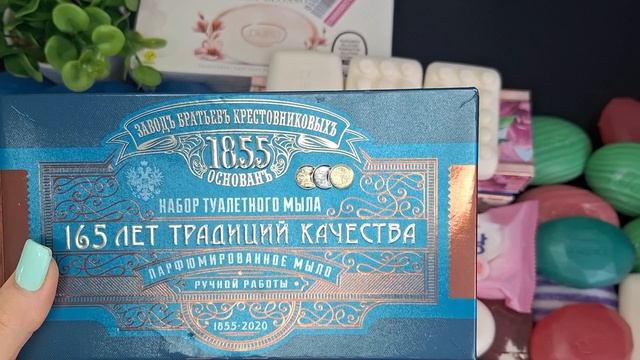 ЗАВОДЪ БРАТЬЕВЪ КРЕСТОВНИКОВЫХЪ
1855
ОСНОВАНЪ
НАБОР ТУАЛЕТНОГО МЫЛА
165 ЛЕТ ТРАДИЦИЙ КАЧЕСТВА
ПАРФЮМИРОВАННОЕ МЫЛО
РУЧНОЙ РАБОТЫ
1855-2020